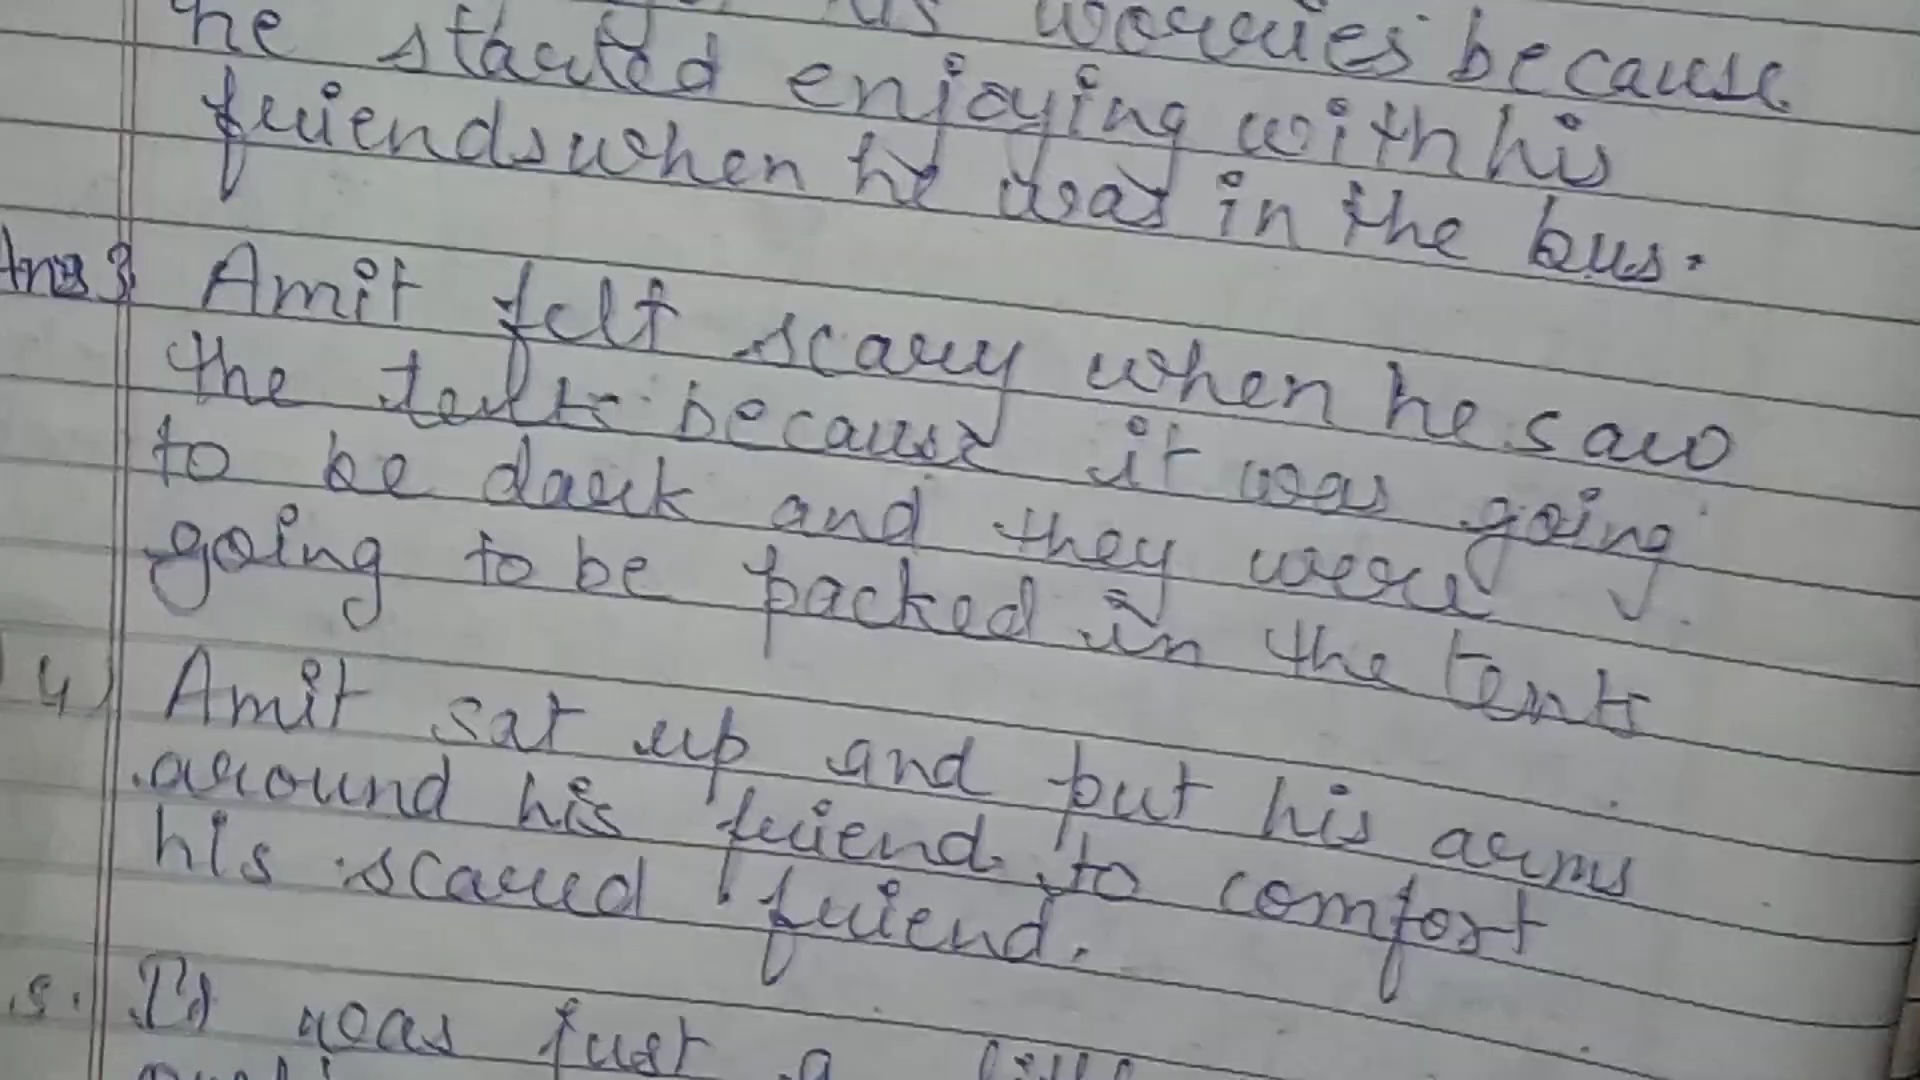 his worries because
he started enjoying with his
friends when he was in the bus.
Ans 3 Amit felt scary when he saw
the tents because it was going
to be dark and they were
going to be packed in the tents
4) Amit sat up and put his arms
around his friend to comfort
his scared friend.
5. It was just a